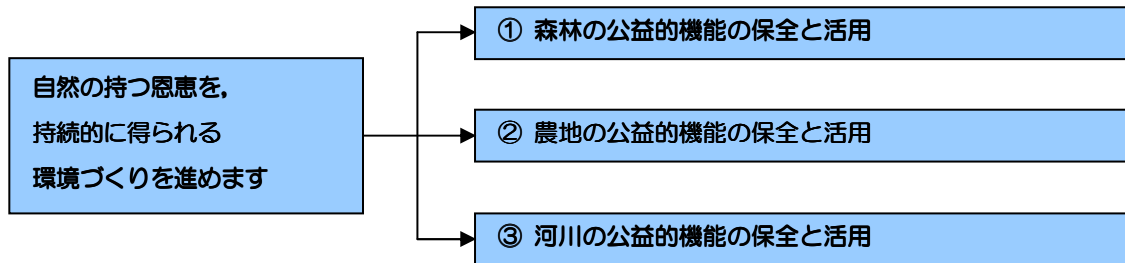 自然の持つ恩恵を,
持続的に得られる
環境づくりを進めます
① 森林の公益的機能の保全と活用
② 農地の公益的機能の保全と活用
③ 河川の公益的機能の保全と活用